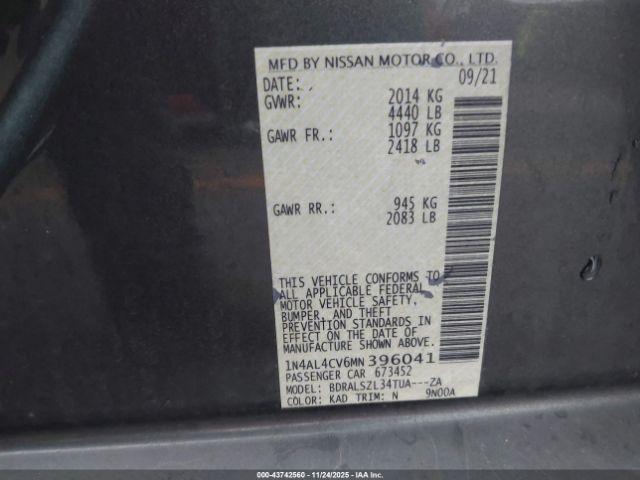 MFD BY NISSAN MOTOR CO., LTD.
DATE: 09/21
GVWR: 2014 KG
4440 LB
GAWR FR.: 1097 KG
2418 LB
GAWR RR.: 945 KG
2083 LB
THIS VEHICLE CONFORMS TO
ALL APPLICABLE FEDERAL
MOTOR VEHICLE SAFETY,
BUMPER, AND THEFT
PREVENTION STANDARDS IN
EFFECT ON THE DATE OF
MANUFACTURE SHOWN ABOVE.
1N4AL4CV6MN396041
PASSENGER CAR 673452
MODEL: BDRALSZL34TUA---ZA
COLOR: KAD TRIM: N 9N00A
000-43742560 - 11/24/2025 - IAAI.com